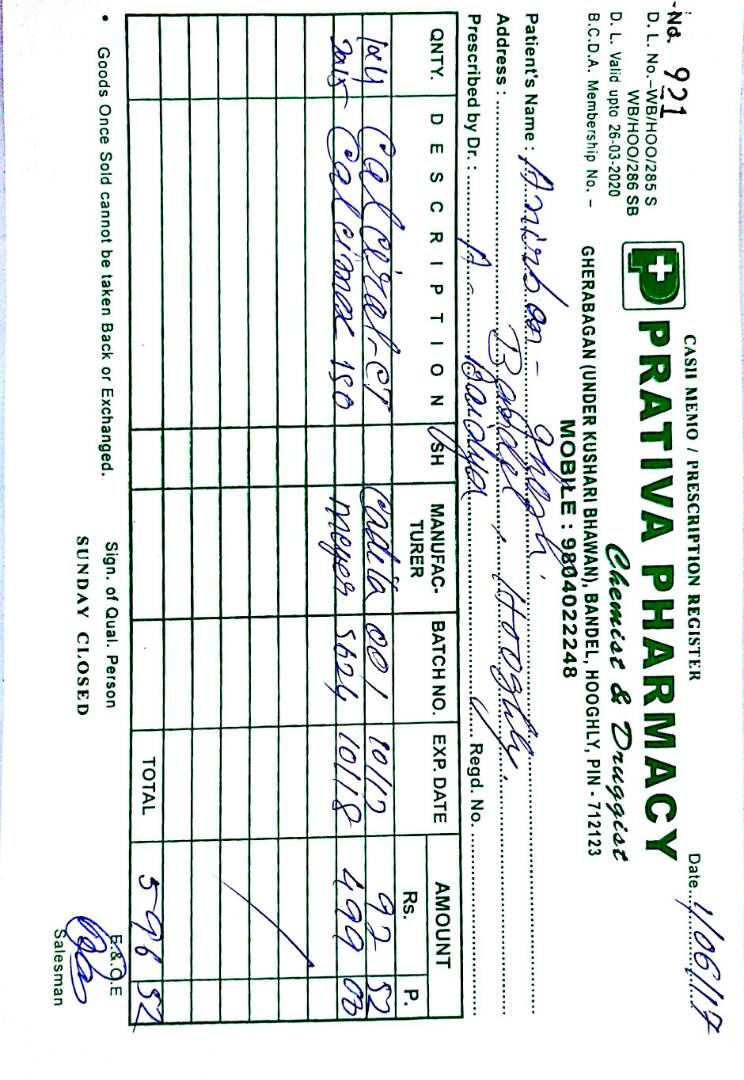 CASH MEMO / PRESCRIPTION REGISTER
No. 921
Date 1/06/17
D. L. No.–WB/HOO/285 S
WB/HOO/286 SB
D. L. Valid upto 26-03-2020
B.C.D.A. Membership No. –
PRATIVA PHARMACY
Chemist & Druggist
GHERABAGAN (UNDER KUSHARI BHAWAN), BANDEL, HOOGHLY, PIN - 712123
MOBILE : 9804022248
Patient's Name : Anirban Ghosh
Address : Bandel, Hooghly.
Prescribed by Dr. : A. Baidya Regd. No.
QNTY. DESCRIPTION SH MANUFAC-TURER BATCH NO. EXP. DATE AMOUNT
Rs. P.
1x4 Calcirol-CT Cadila 001 10/17 97 52
2x15 Calcimax 150 Meyer 5624 10/18 499 00
TOTAL 596 52
• Goods Once Sold cannot be taken Back or Exchanged.
Sign. of Qual. Person
E.&.O.E
SUNDAY CLOSED
Salesman